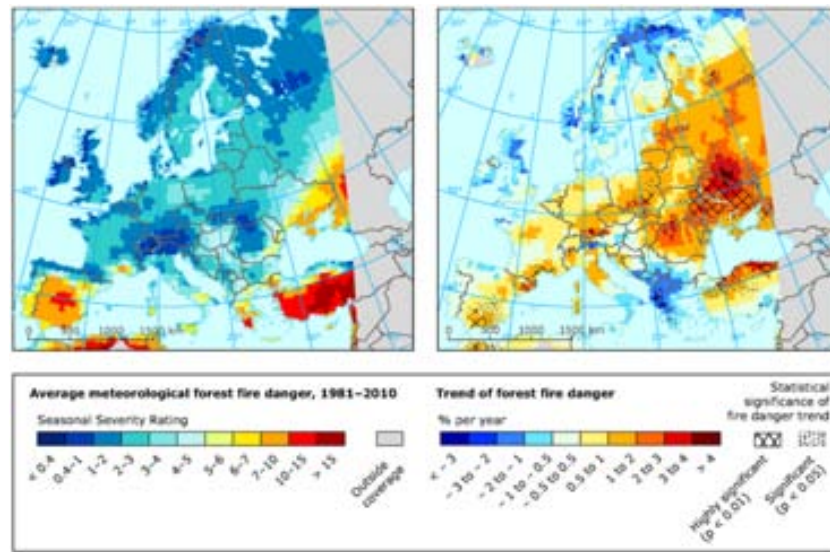 0 500 1000 1500 km
0 500 1000 1500 km
Average meteorological forest fire danger, 1981–2010
Seasonal Severity Rating
< 0.4
0.4–1
1–2
2–3
3–4
4–5
5–6
6–7
7–10
10–15
> 15
Outside
coverage
Trend of forest fire danger
% per year
< – 3
– 3 to – 2
– 2 to – 1
– 1 to – 0.5
– 0.5 to 0.5
0.5 to 1
1 to 2
2 to 3
3 to 4
> 4
Statistical
significance of
fire danger trend
Highly significant
(p < 0.01)
Significant
(p < 0.05)